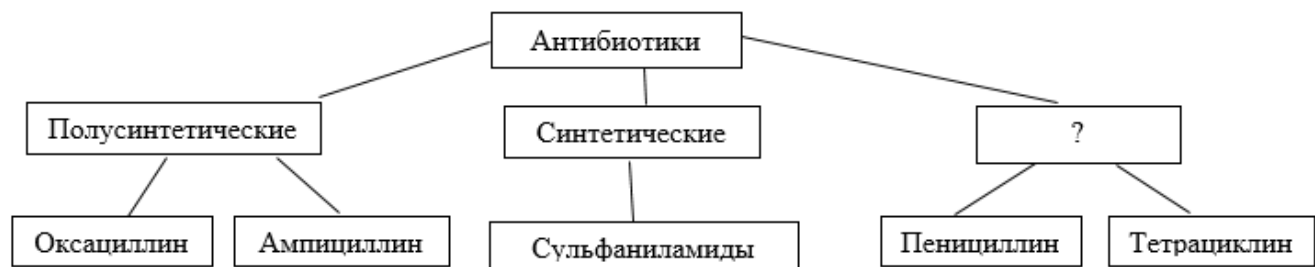 Антибиотики
Полусинтетические
Синтетические
?
Оксациллин
Ампициллин
Сульфаниламиды
Пенициллин
Тетрациклин